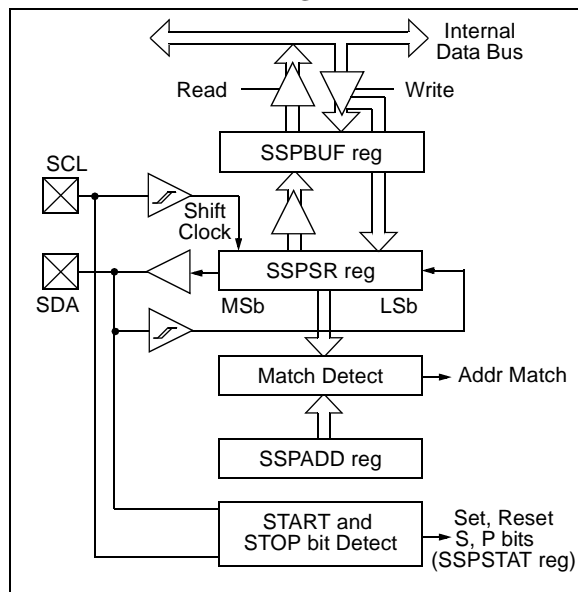 Internal
Data Bus
Read
Write
SSPBUF reg
SCL
Shift
Clock
SSPSR reg
SDA
MSb
LSb
Match Detect
Addr Match
SSPADD reg
START and
STOP bit Detect
Set, Reset
S, P bits
(SSPSTAT reg)